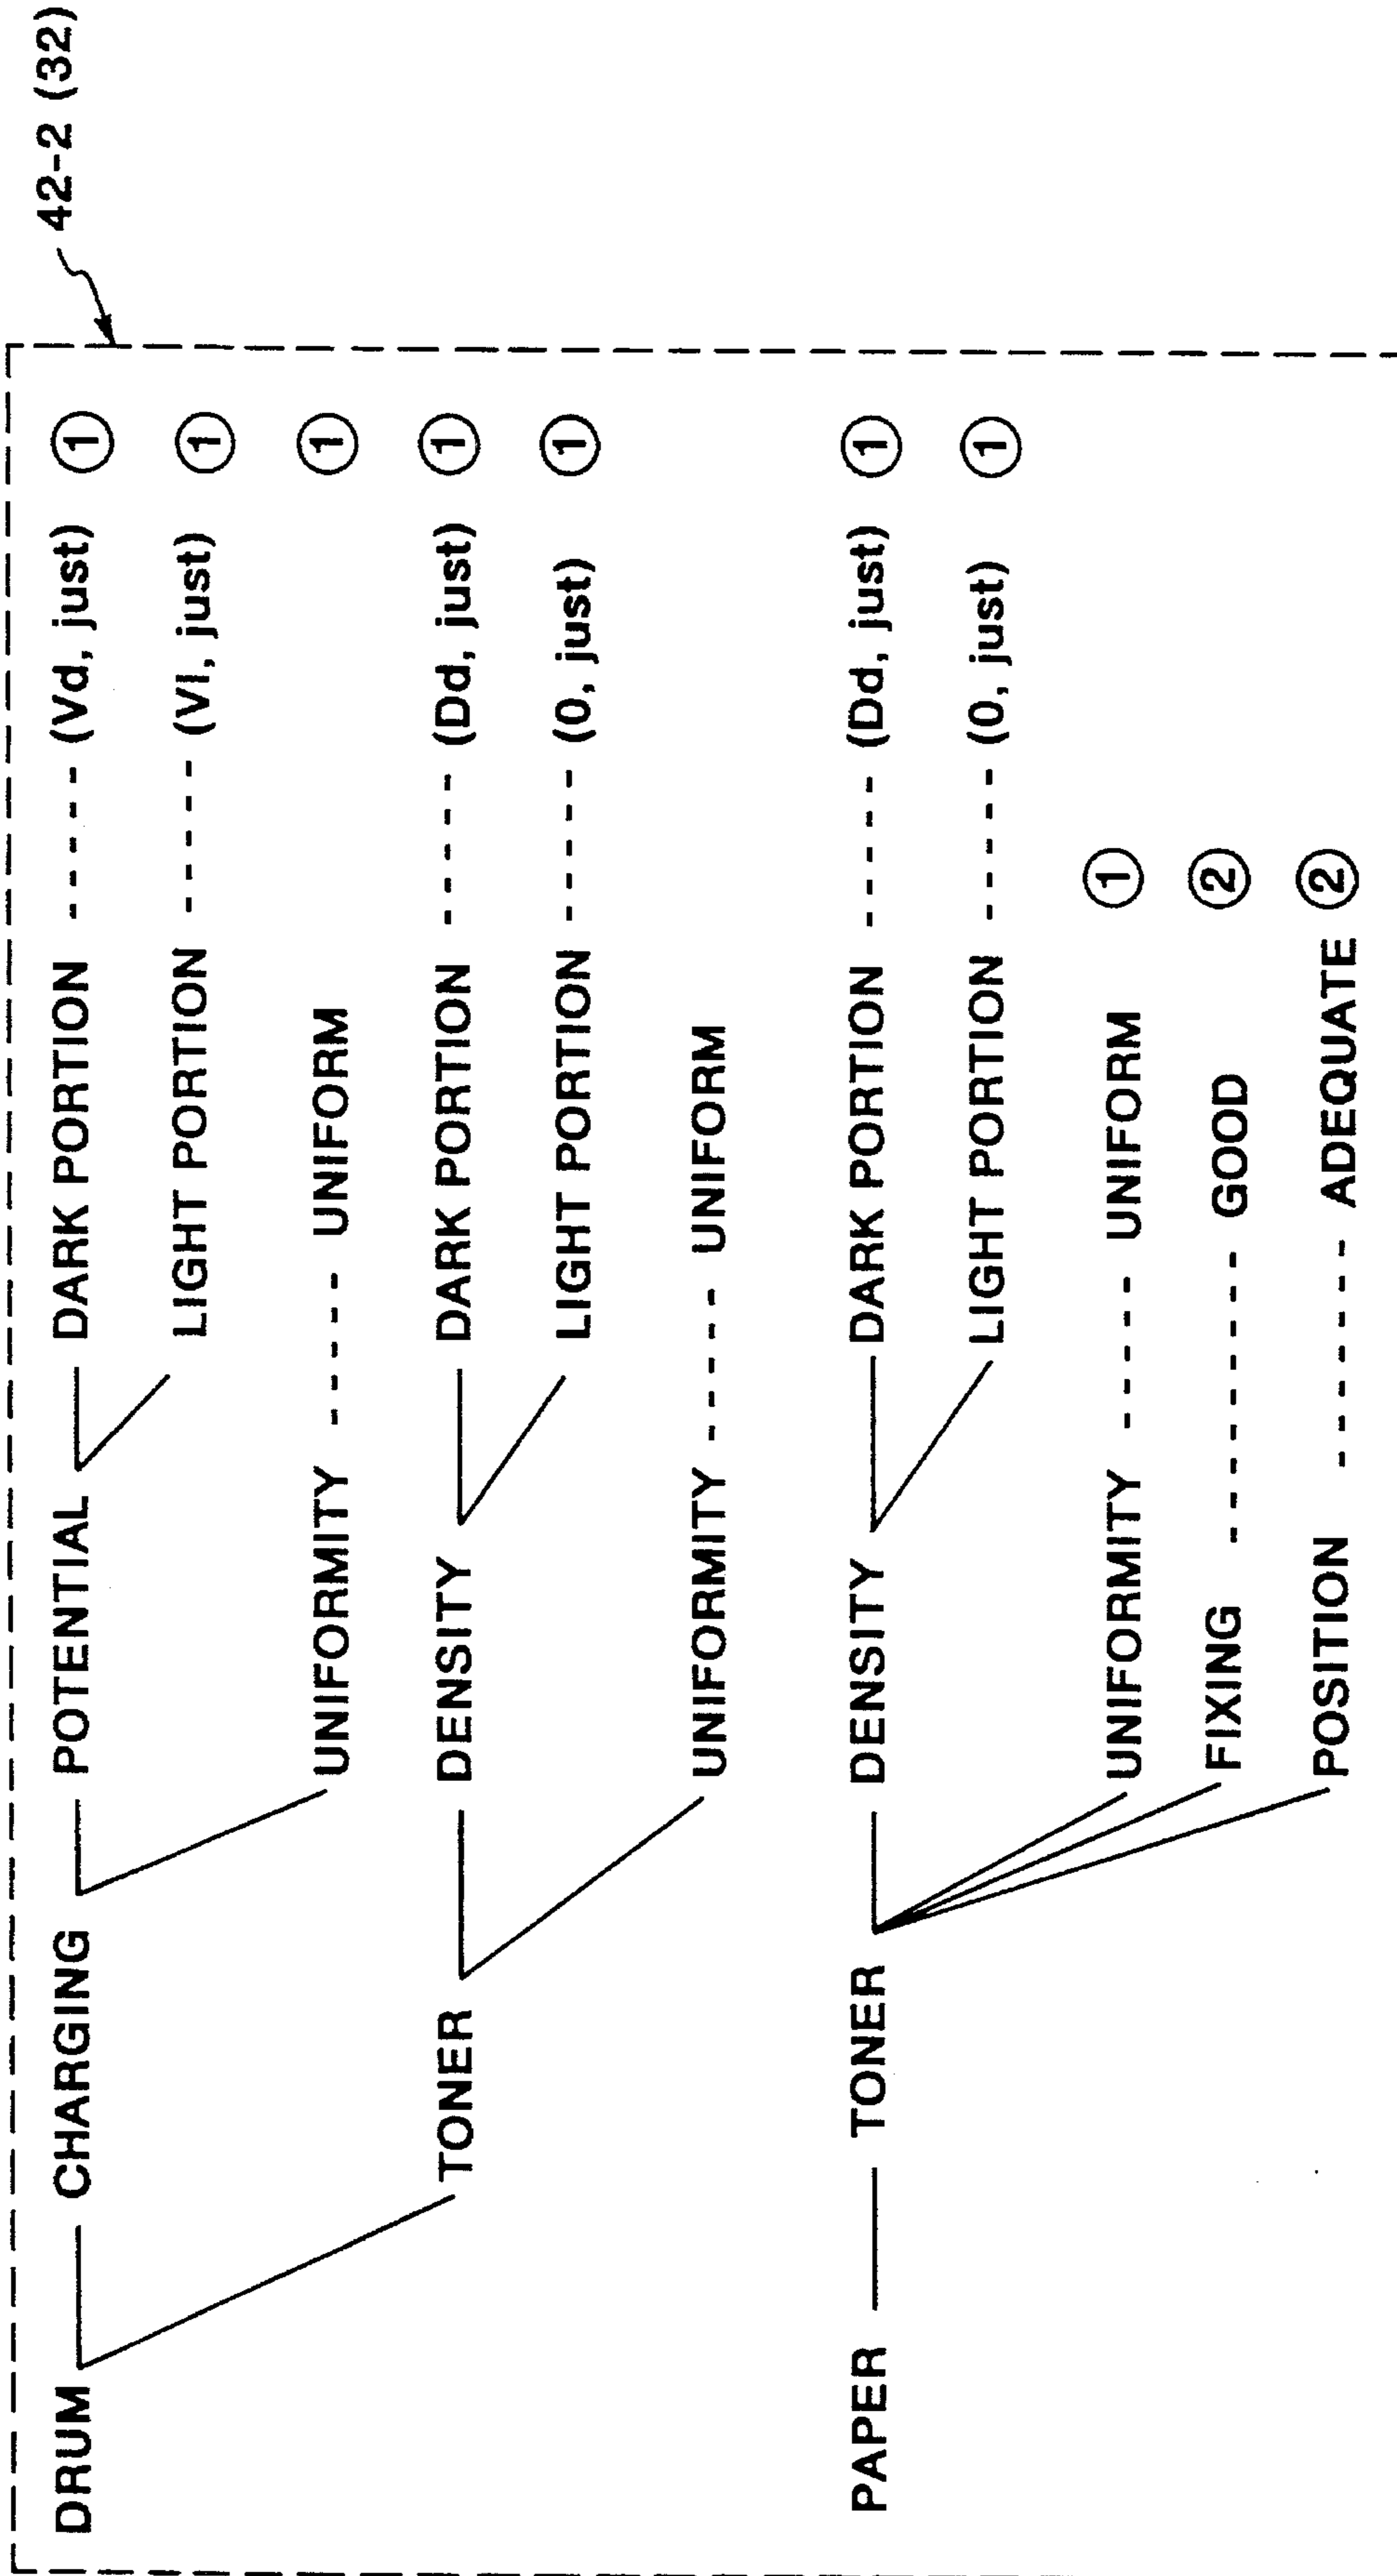 42-2 (32)
DRUM CHARGING POTENTIAL DARK PORTION ----- (Vd, just) ①
LIGHT PORTION ----- (Vl, just) ①
UNIFORMITY ----- UNIFORM ①
TONER DENSITY DARK PORTION ----- (Dd, just) ①
LIGHT PORTION ----- (0, just) ①
UNIFORMITY ----- UNIFORM
PAPER TONER DENSITY DARK PORTION ----- (Dd, just) ①
LIGHT PORTION ----- (0, just) ①
UNIFORMITY ----- UNIFORM ①
FIXING -------- GOOD ②
POSITION ------- ADEQUATE ②